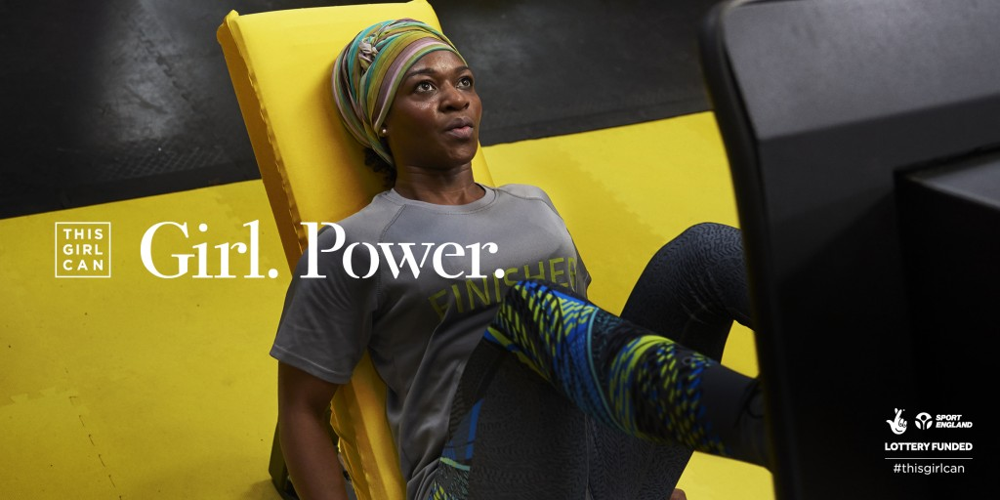 THIS
GIRL
CAN
Girl. Power.
FINISHER
SPORT
ENGLAND
LOTTERY FUNDED
#thisgirlcan